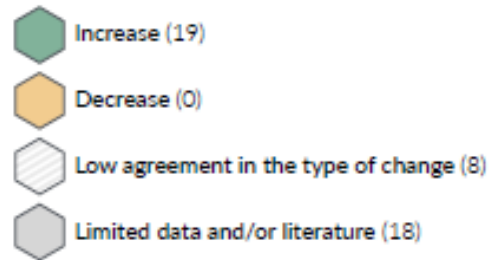 Increase (19)
Decrease (0)
Low agreement in the type of change (8)
Limited data and/or literature (18)